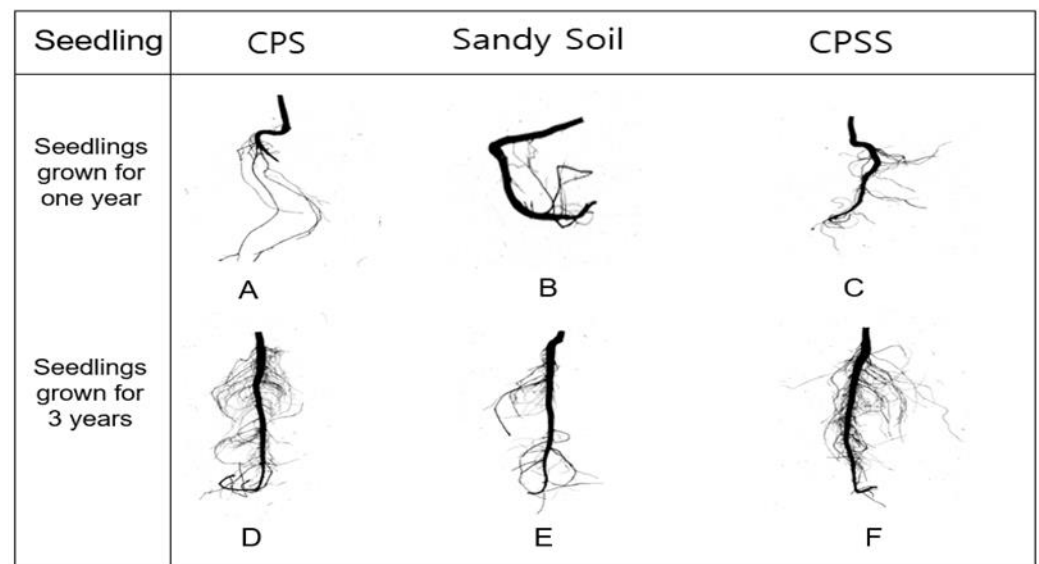 Seedling CPS Sandy Soil CPSS
Seedlings
grown for
one year
A B C
Seedlings
grown for
3 years
D E F